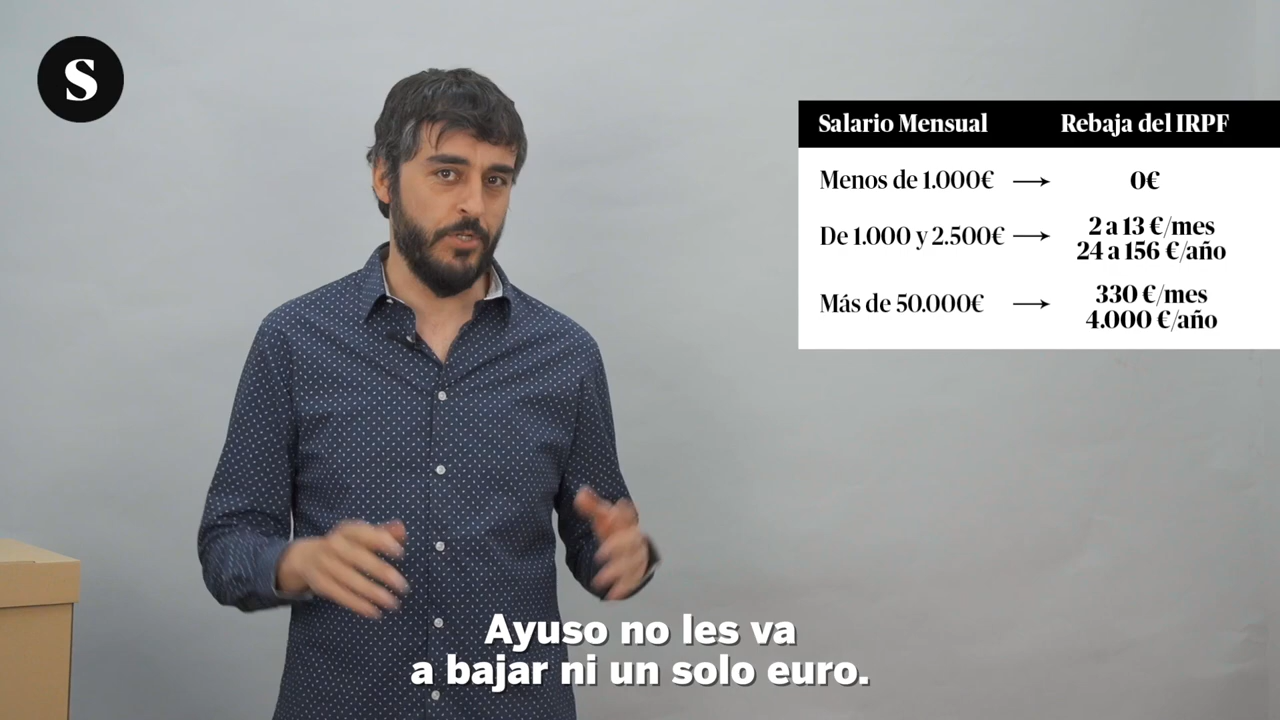 S
Salario Mensual Rebaja del IRPF
Menos de 1.000€ → 0€
De 1.000 y 2.500€ → 2 a 13 €/mes
24 a 156 €/año
Más de 50.000€ → 330 €/mes
4.000 €/año
Ayuso no les va
a bajar ni un solo euro.